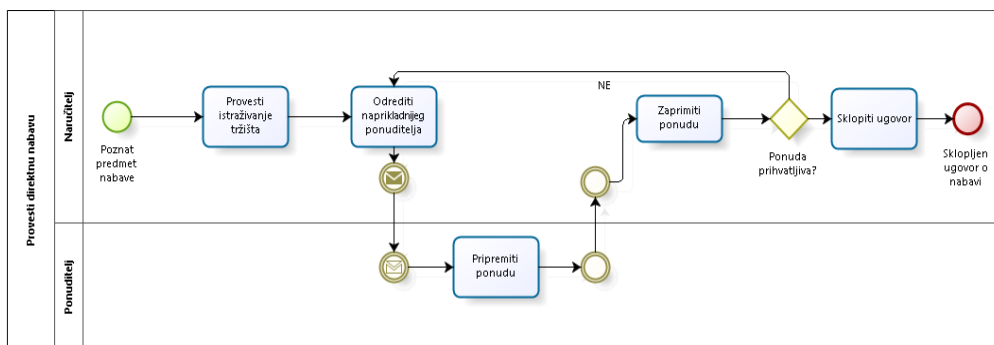 Provesti direktnu nabavu
Naručitelj
Poznat
predmet
nabave
Provesti
istraživanje
tržišta
Odrediti
naprikladnijeg
ponuditelja
NE
Zaprimiti
ponudu
Ponuda
prihvatljiva?
Sklopiti ugovor
Sklopljen
ugovor o
nabavi
Ponuditelj
Pripremiti
ponudu